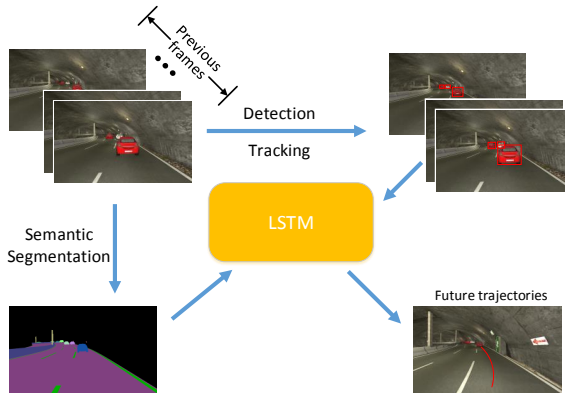 Previous
frames
Detection
Tracking
LSTM
Semantic
Segmentation
Future trajectories